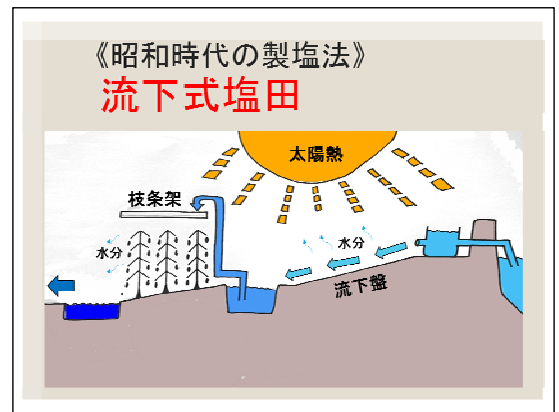 《昭和時代の製塩法》
流下式塩田
太陽熱
枝条架
水分
水分
流下盤